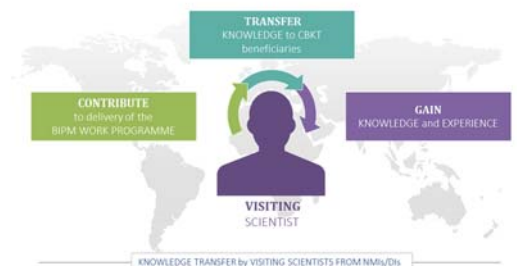 TRANSFER
KNOWLEDGE to CBKT
beneficiaries
CONTRIBUTE
to delivery of the
BIPM WORK PROGRAMME
GAIN
KNOWLEDGE and EXPERIENCE
VISITING
SCIENTIST
KNOWLEDGE TRANSFER by VISITING SCIENTISTS FROM NMIs/DIs